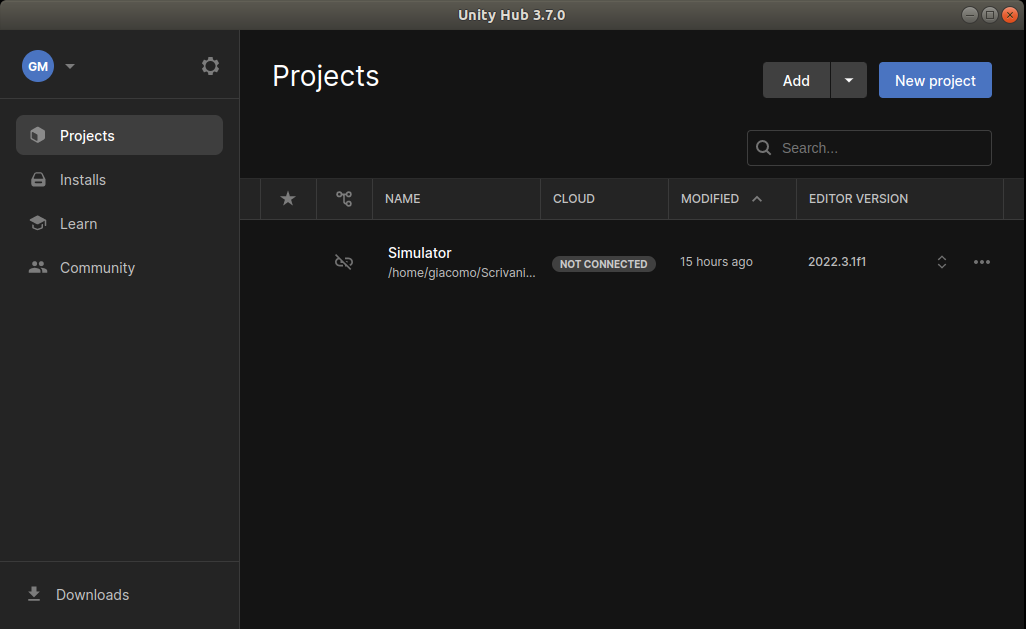 Unity Hub 3.7.0
GM
Projects
Installs
Learn
Community
Downloads
Projects
Add
New project
Search...
NAME
CLOUD
MODIFIED
EDITOR VERSION
Simulator
/home/giacomo/Scrivani...
NOT CONNECTED
15 hours ago
2022.3.1f1